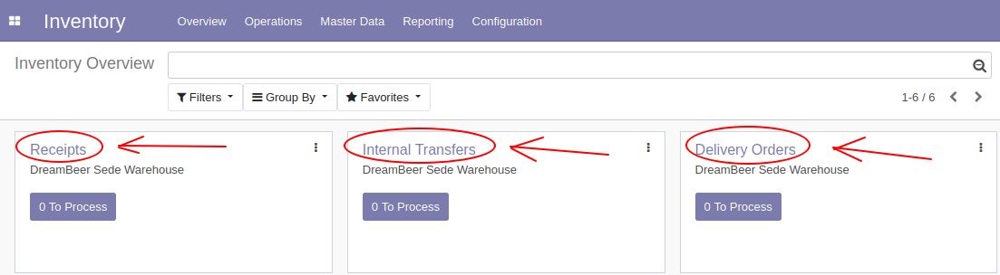 Inventory Overview Operations Master Data Reporting Configuration
Inventory Overview
Filters Group By Favorites 1-6 / 6
Receipts Internal Transfers Delivery Orders
DreamBeer Sede Warehouse DreamBeer Sede Warehouse DreamBeer Sede Warehouse
0 To Process 0 To Process 0 To Process